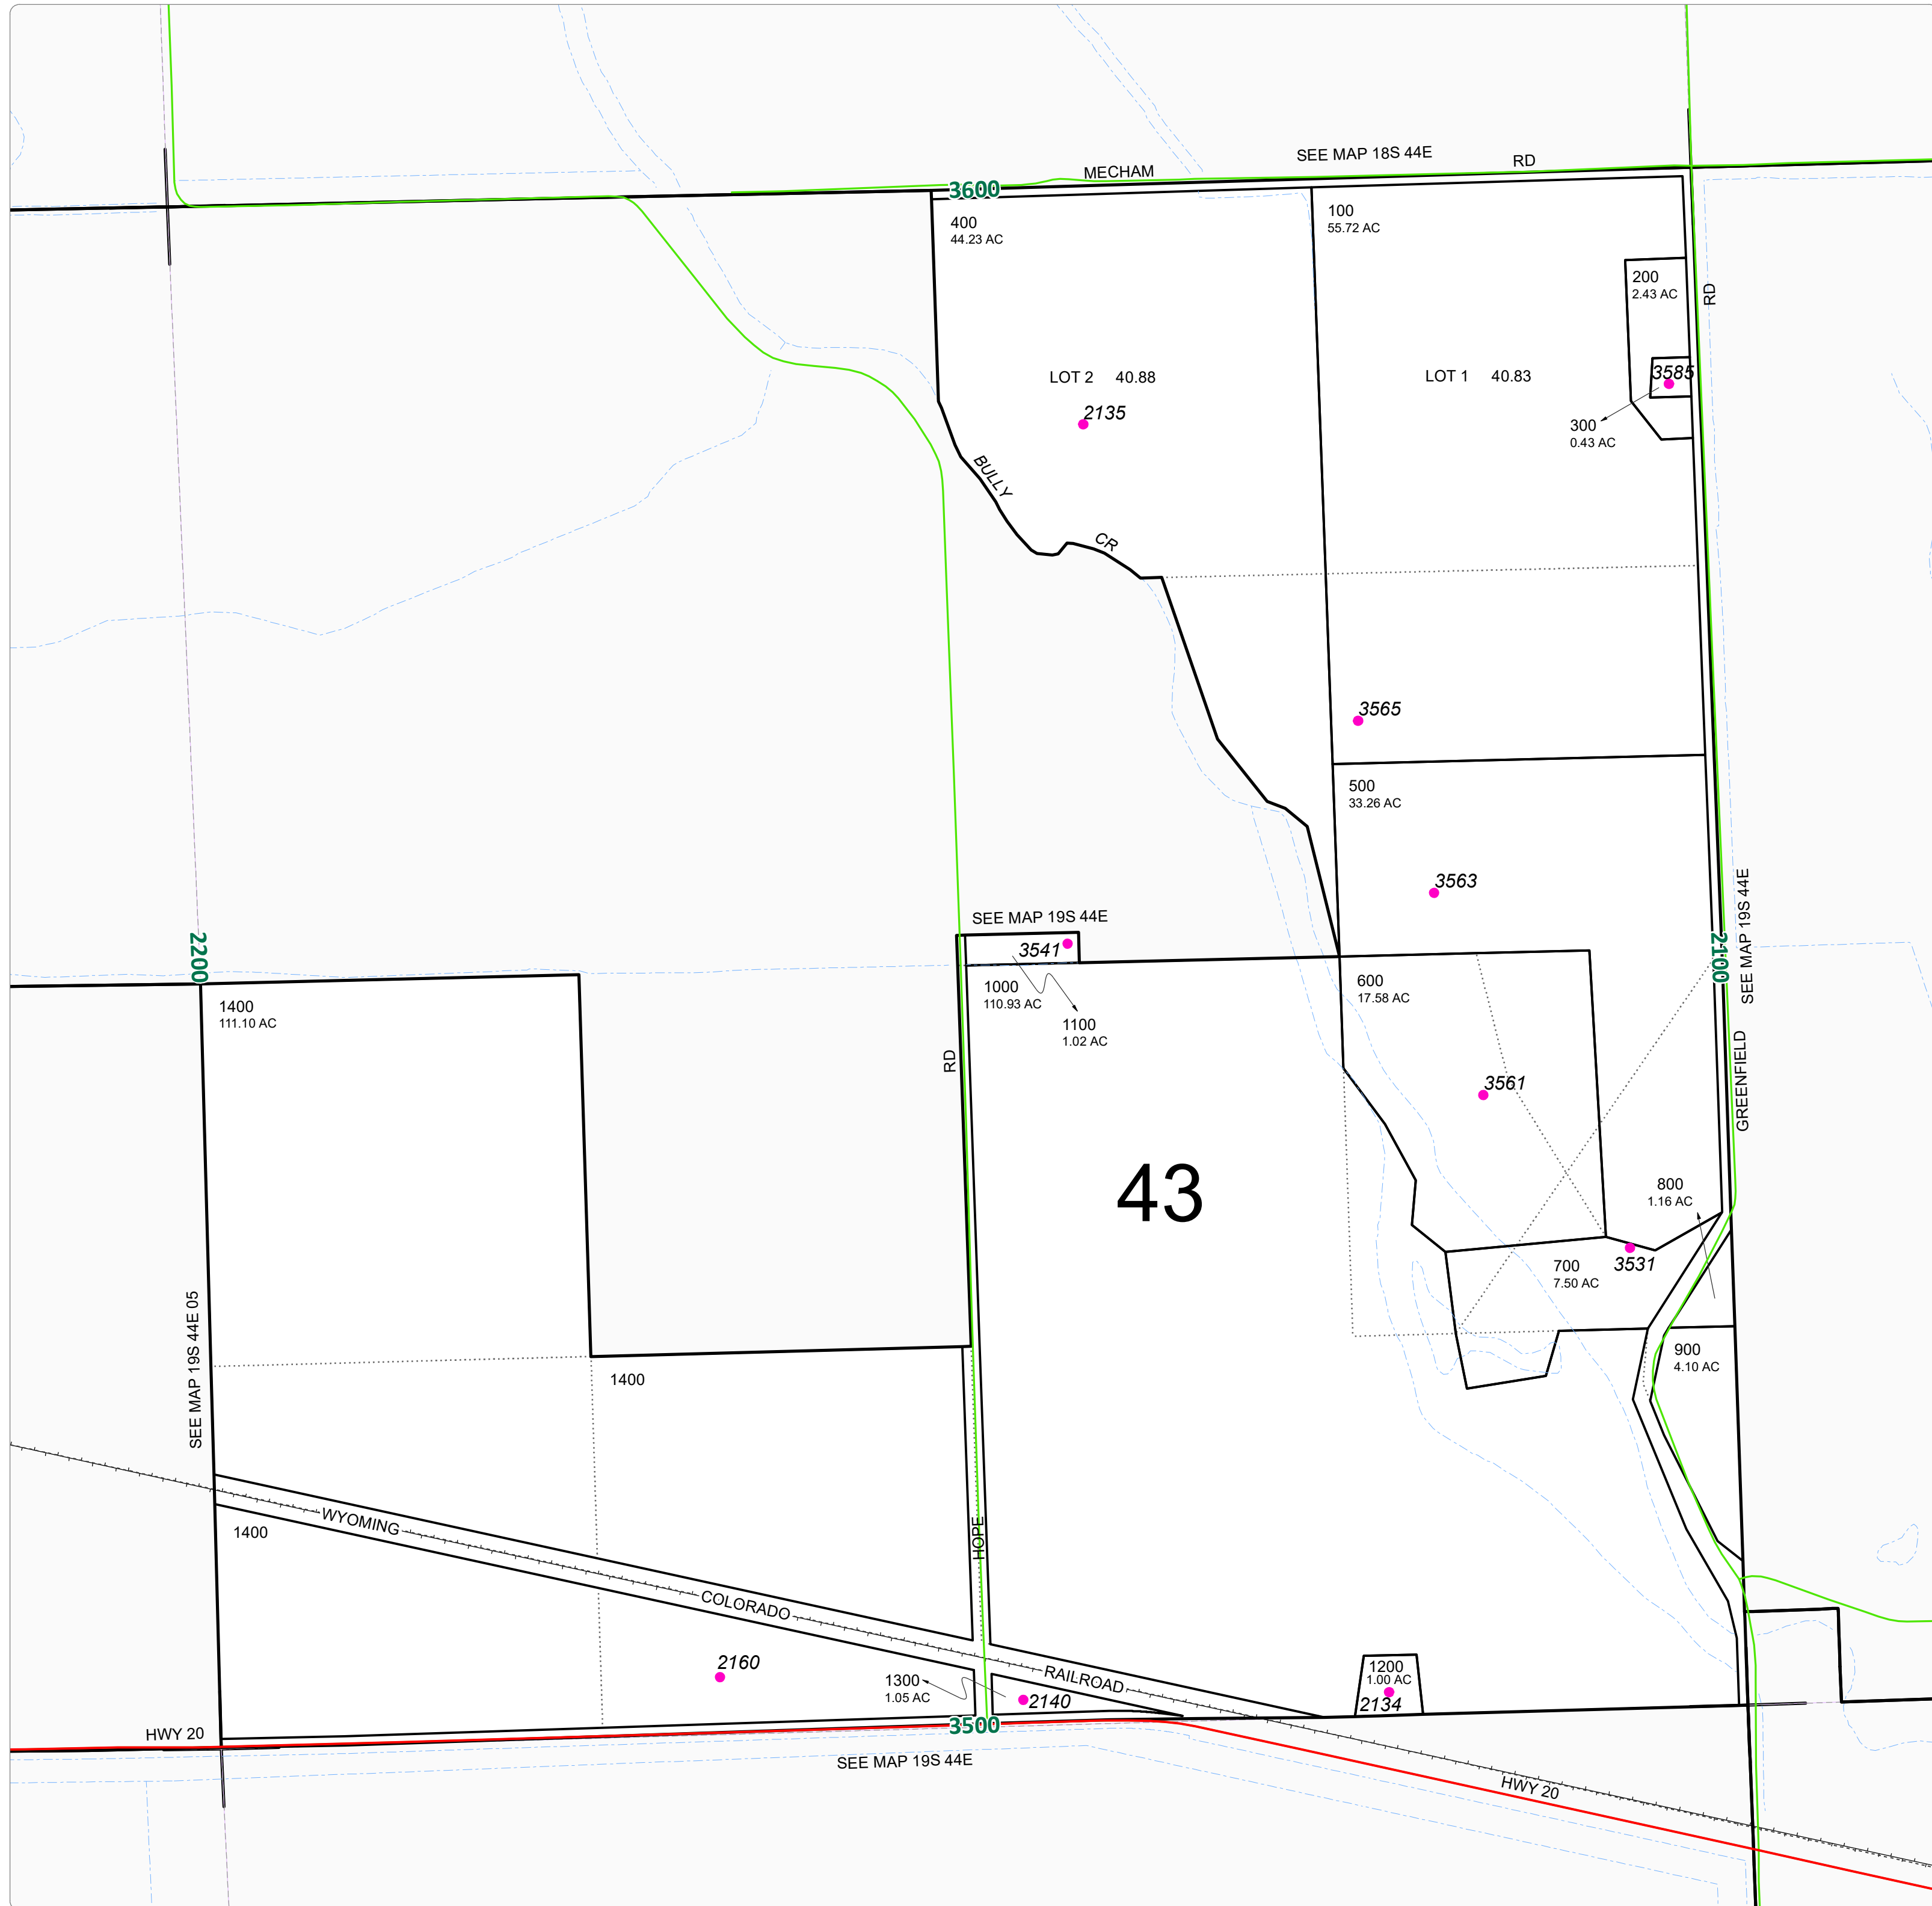 SEE MAP 18S 44E
RD
MECHAM
3600
400
44.23 AC
100
55.72 AC
200
2.43 AC
RD
LOT 2 40.88
LOT 1 40.83
3585
2135
300
0.43 AC
BULLY
CR
3565
500
33.26 AC
3563
SEE MAP 19S 44E
SEE MAP 19S 44E
2200
2100
3541
1400
111.10 AC
1000
110.93 AC
600
17.58 AC
1100
1.02 AC
RD
GREENFIELD
3561
43
800
1.16 AC
700
7.50 AC
3531
SEE MAP 19S 44E 05
900
4.10 AC
1400
WYOMING
1400
HOPE
COLORADO
2160
RAILROAD
1300
1.05 AC
2140
1200
1.00 AC
2134
HWY 20
3500
SEE MAP 19S 44E
HWY 20